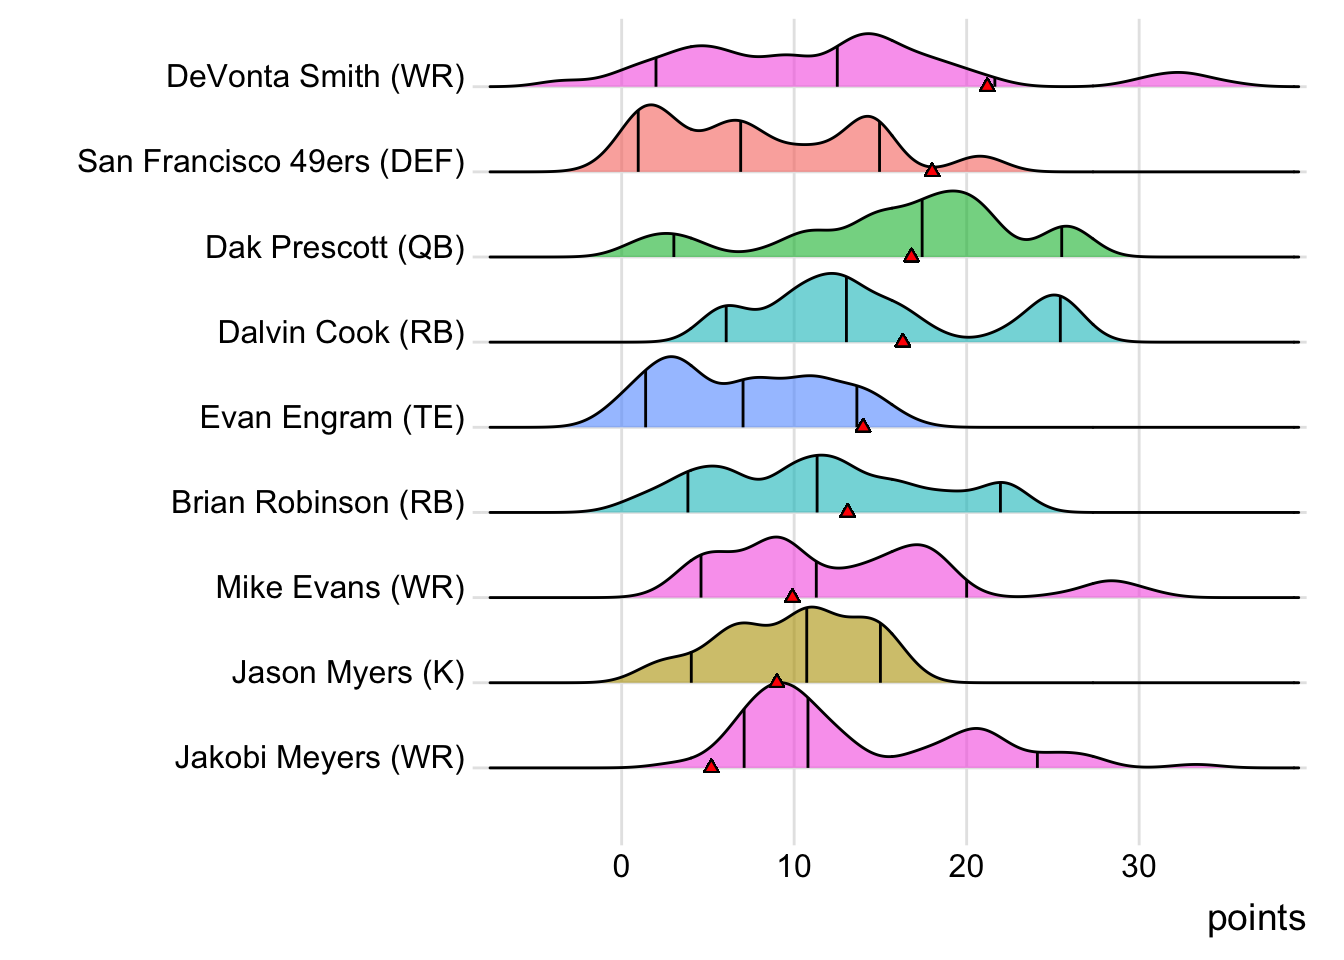 DeVonta Smith (WR)
San Francisco 49ers (DEF)
Dak Prescott (QB)
Dalvin Cook (RB)
Evan Engram (TE)
Brian Robinson (RB)
Mike Evans (WR)
Jason Myers (K)
Jakobi Meyers (WR)
0 10 20 30
points